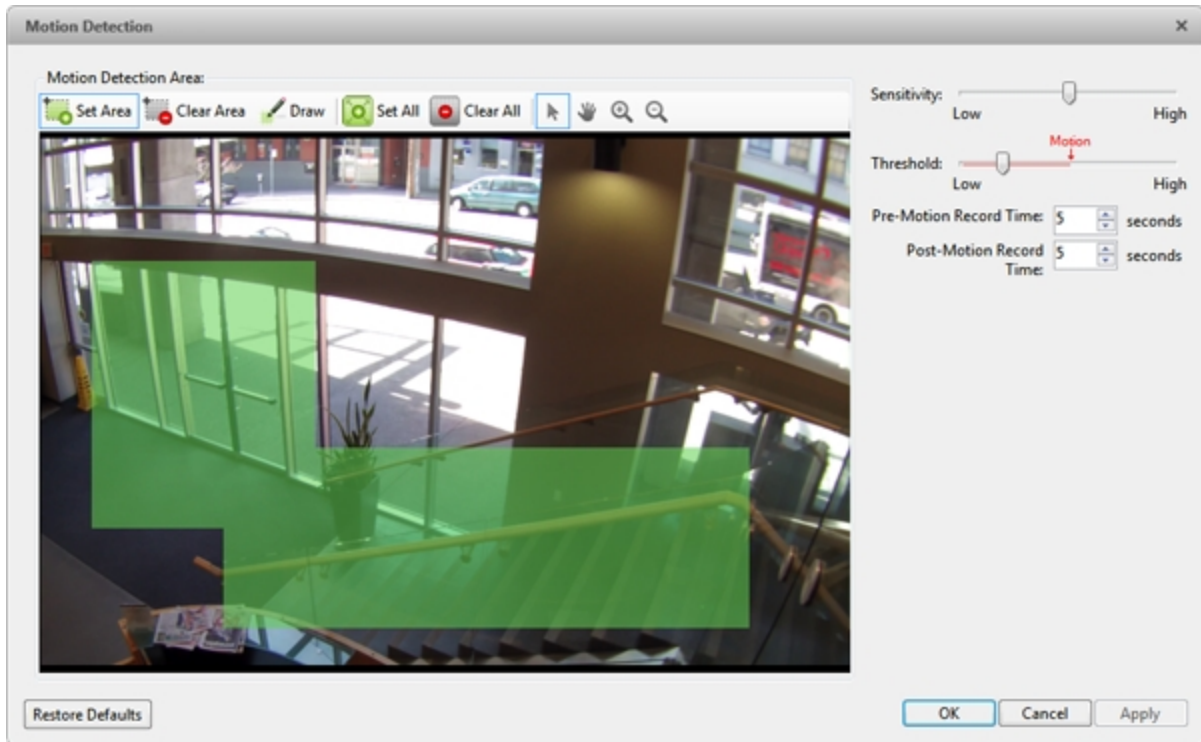 Motion Detection
Motion Detection Area:
Set Area Clear Area Draw Set All Clear All
Sensitivity:
Low High
Motion
Threshold:
Low High
Pre-Motion Record Time: 5 seconds
Post-Motion Record Time: 5 seconds
Restore Defaults
OK Cancel Apply